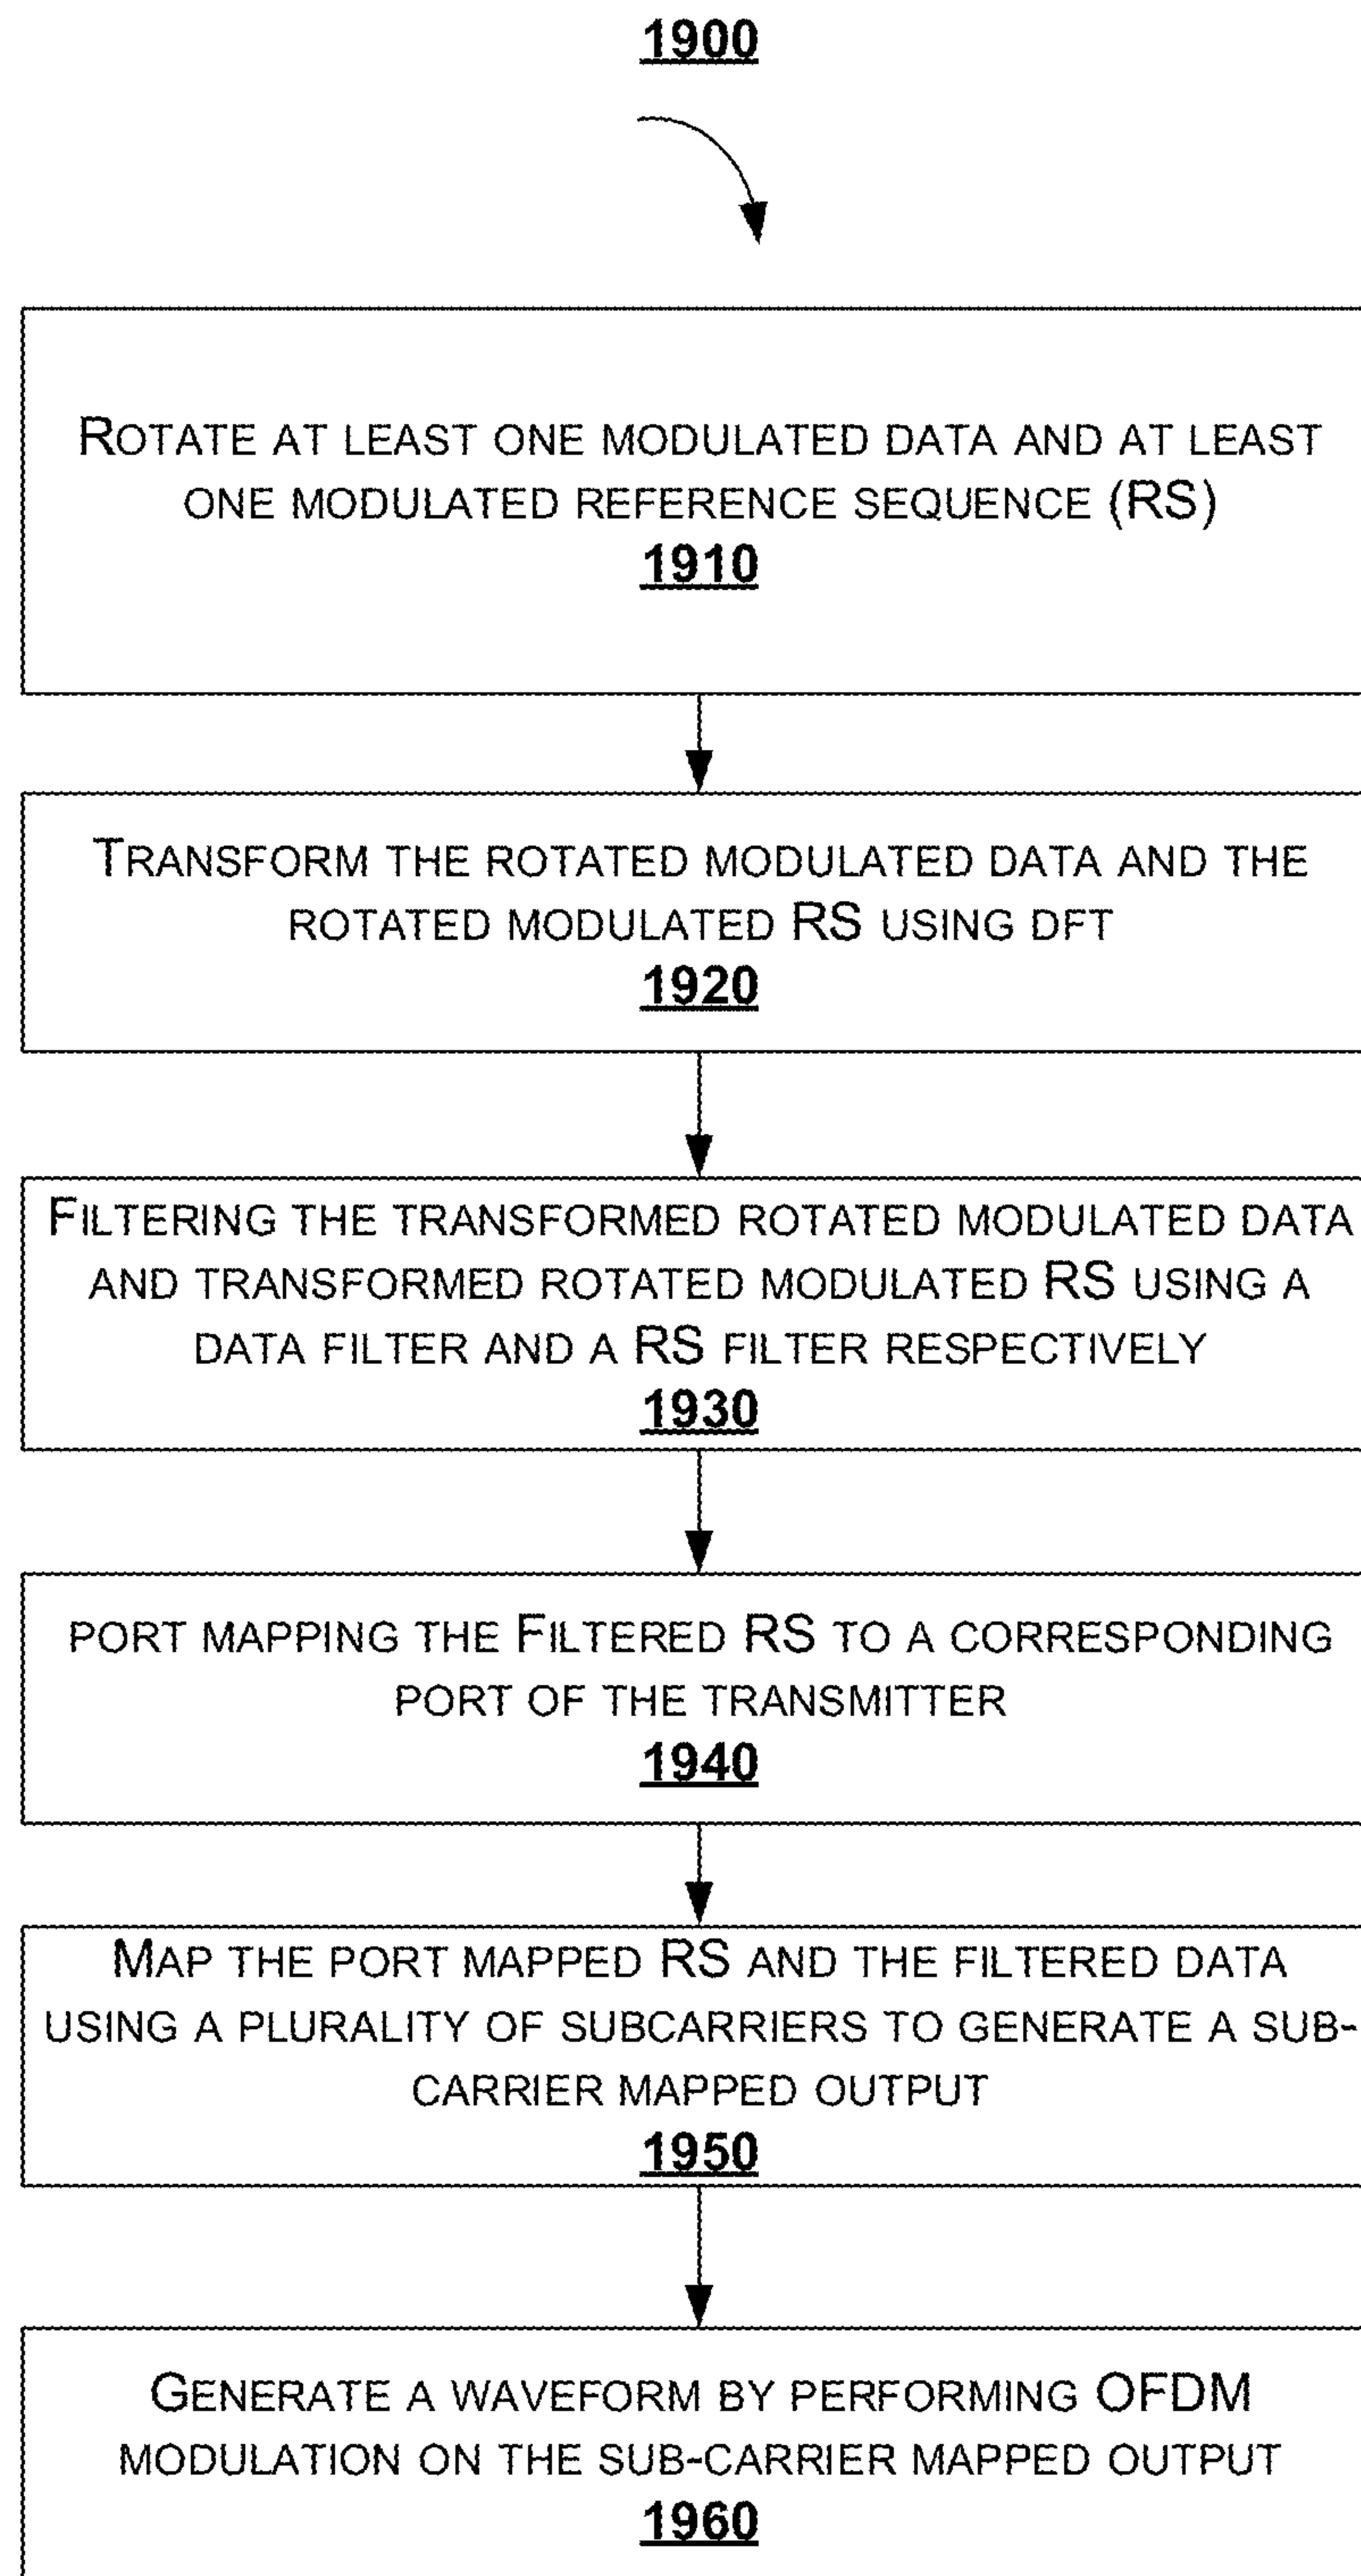 1900
ROTATE AT LEAST ONE MODULATED DATA AND AT LEAST
ONE MODULATED REFERENCE SEQUENCE (RS)
1910
TRANSFORM THE ROTATED MODULATED DATA AND THE
ROTATED MODULATED RS USING DFT
1920
FILTERING THE TRANSFORMED ROTATED MODULATED DATA
AND TRANSFORMED ROTATED MODULATED RS USING A
DATA FILTER AND A RS FILTER RESPECTIVELY
1930
PORT MAPPING THE FILTERED RS TO A CORRESPONDING
PORT OF THE TRANSMITTER
1940
MAP THE PORT MAPPED RS AND THE FILTERED DATA
USING A PLURALITY OF SUBCARRIERS TO GENERATE A SUB-
CARRIER MAPPED OUTPUT
1950
GENERATE A WAVEFORM BY PERFORMING OFDM
MODULATION ON THE SUB-CARRIER MAPPED OUTPUT
1960